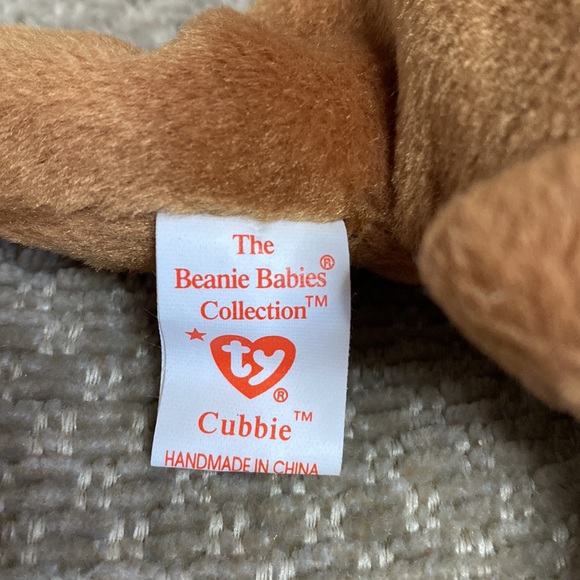 The
Beanie Babies®
Collection™
ty®
Cubbie™
HANDMADE IN CHINA